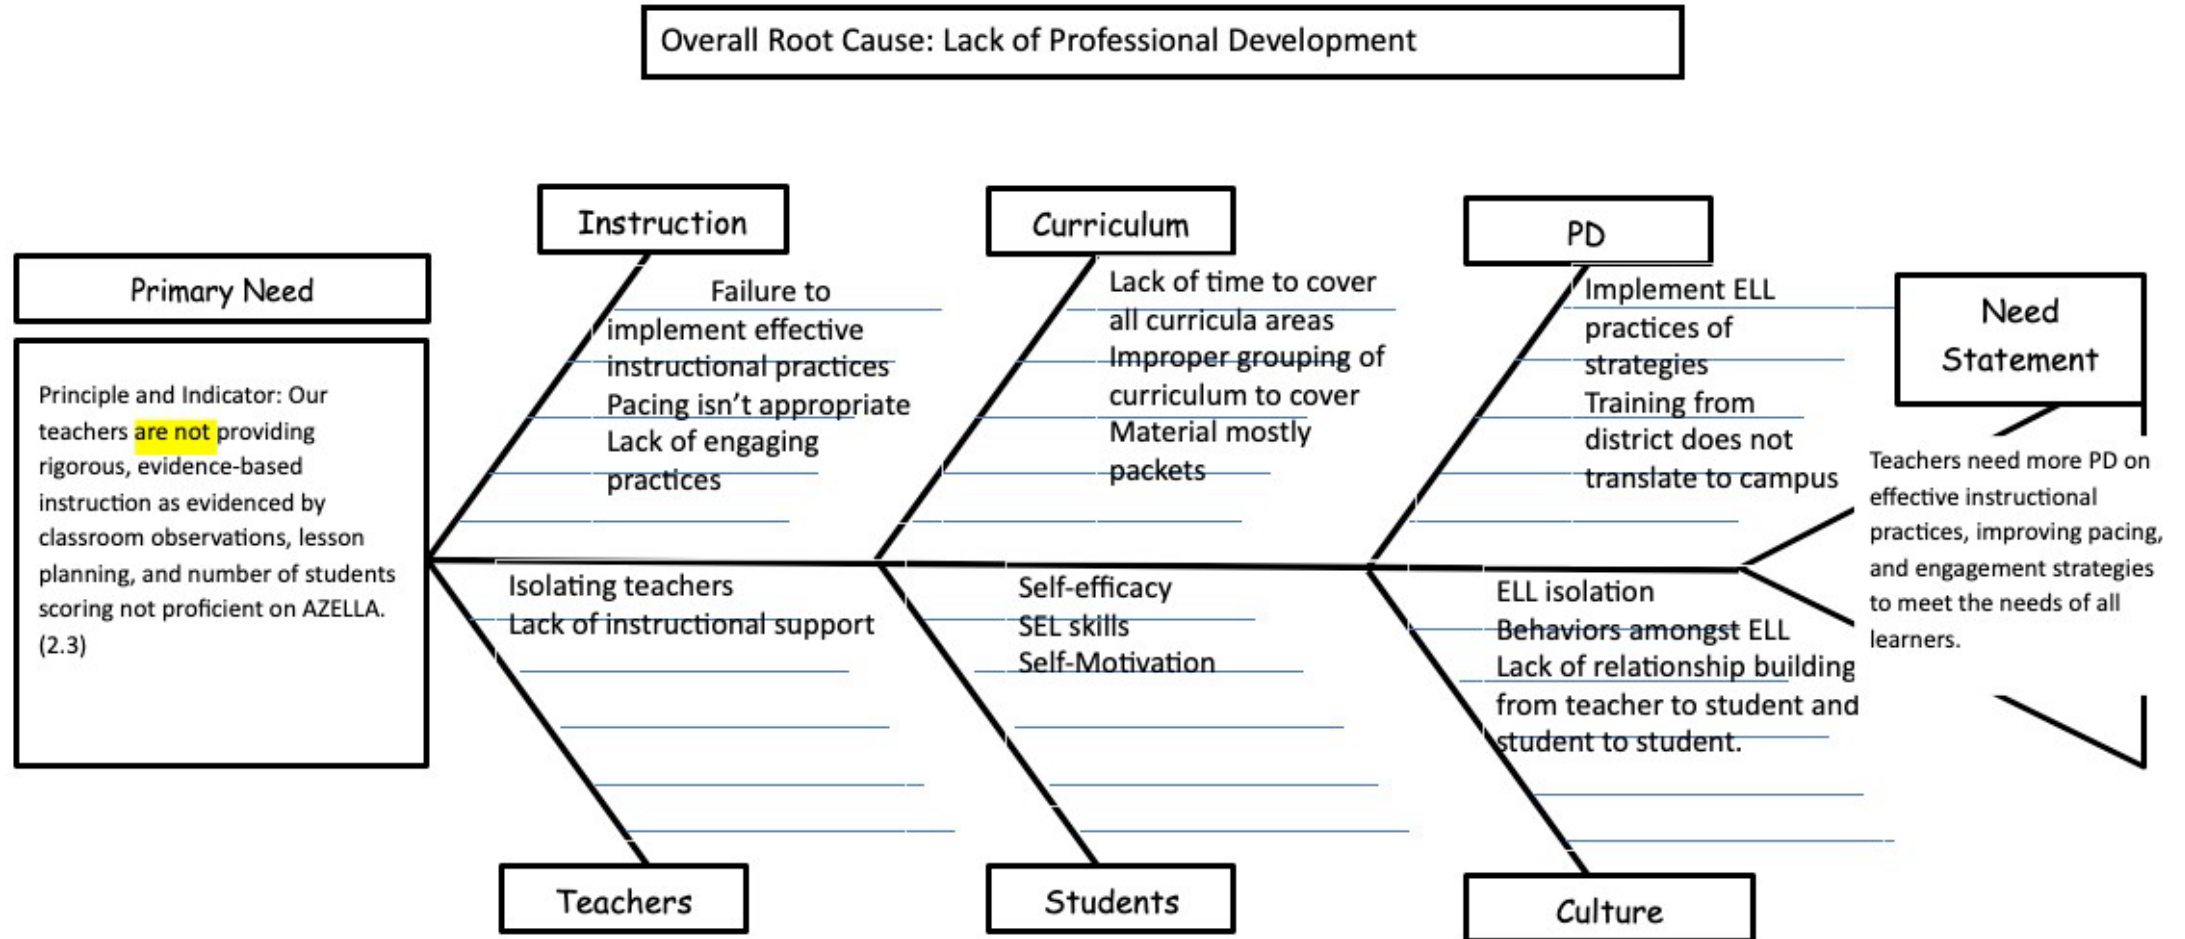 Overall Root Cause: Lack of Professional Development
Instruction
Curriculum
PD
Primary Need
Need
Statement
Principle and Indicator: Our
teachers are not providing
rigorous, evidence-based
instruction as evidenced by
classroom observations, lesson
planning, and number of students
scoring not proficient on AZELLA.
(2.3)
Failure to
implement effective
instructional practices
Pacing isn't appropriate
Lack of engaging
practices
Lack of time to cover
all curricula areas
Improper grouping of
curriculum to cover
Material mostly
packets
Implement ELL
practices of
strategies
Training from
district does not
translate to campus
Teachers need more PD on
effective instructional
practices, improving pacing,
and engagement strategies
to meet the needs of all
learners.
Isolating teachers
Lack of instructional support
Self-efficacy
SEL skills
Self-Motivation
ELL isolation
Behaviors amongst ELL
Lack of relationship building
from teacher to student and
student to student.
Teachers
Students
Culture